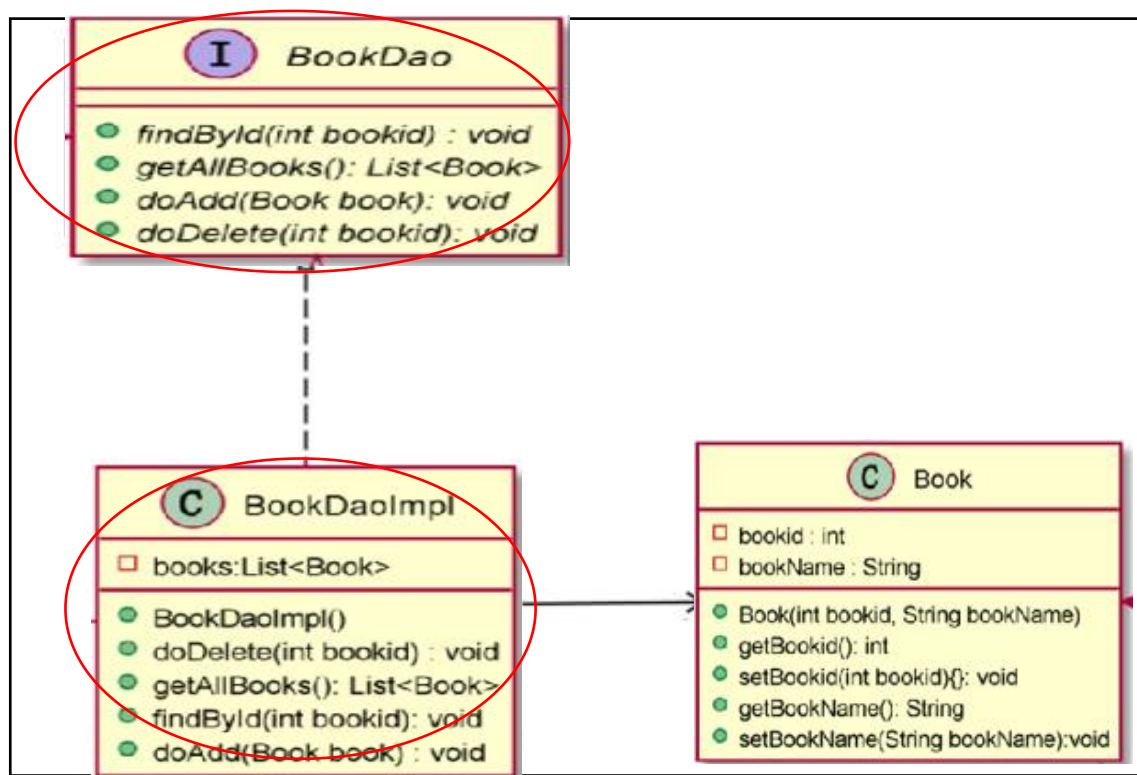 I BookDao
findById(int bookid) : void
getAllBooks(): List<Book>
doAdd(Book book): void
doDelete(int bookid): void
C BookDaoImpl
books:List<Book>
BookDaoImpl()
doDelete(int bookid) : void
getAllBooks(): List<Book>
findById(int bookid): void
doAdd(Book book) : void
C Book
bookid : int
bookName : String
Book(int bookid, String bookName)
getBookid(): int
setBookid(int bookid){}: void
getBookName(): String
setBookName(String bookName):void